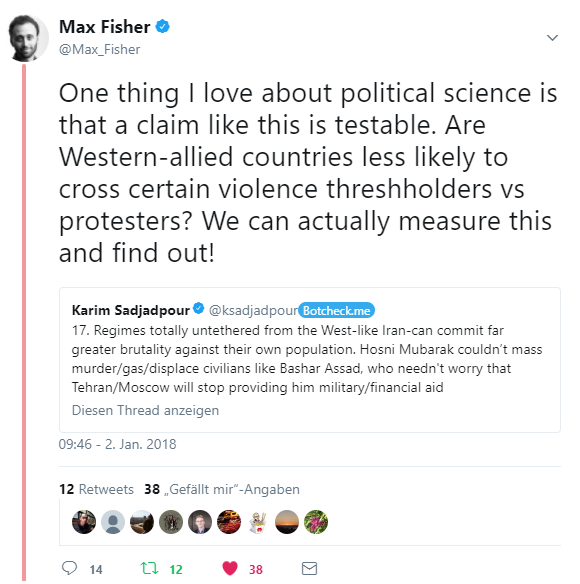 Max Fisher
@Max_Fisher
One thing I love about political science is
that a claim like this is testable. Are
Western-allied countries less likely to
cross certain violence threshholders vs
protesters? We can actually measure this
and find out!
Karim Sadjadpour @ksadjadpour Botcheck.me
17. Regimes totally untethered from the West-like Iran-can commit far
greater brutality against their own population. Hosni Mubarak couldn't mass
murder/gas/displace civilians like Bashar Assad, who needn't worry that
Tehran/Moscow will stop providing him military/financial aid
Diesen Thread anzeigen
09:46 - 2. Jan. 2018
12 Retweets 38 „Gefällt mir“-Angaben
14 12 38